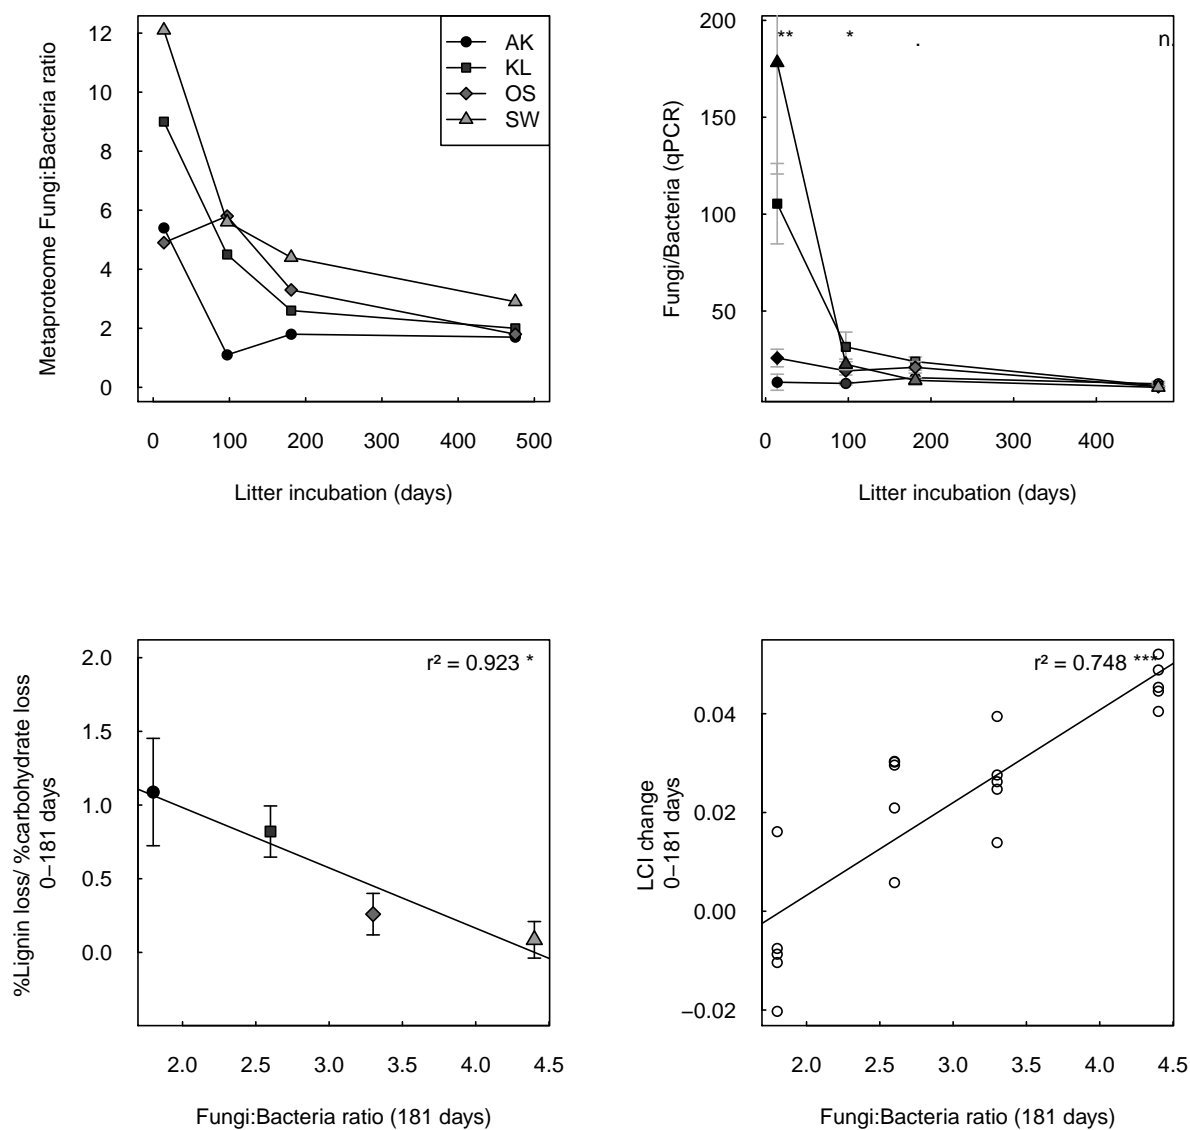 Metaproteome Fungi:Bacteria ratio
12
10
8
6
4
2
0
AK
KL
OS
SW
0 100 200 300 400 500
Litter incubation (days)
Fungi/Bacteria (qPCR)
200
150
100
50
** * . n.
0 100 200 300 400
Litter incubation (days)
%Lignin loss/ %carbohydrate loss
0−181 days
2.0
1.5
1.0
0.5
0.0
r² = 0.923 *
2.0 2.5 3.0 3.5 4.0 4.5
Fungi:Bacteria ratio (181 days)
LCI change
0−181 days
0.04
0.02
0.00
−0.02
r² = 0.748 ***
2.0 2.5 3.0 3.5 4.0 4.5
Fungi:Bacteria ratio (181 days)